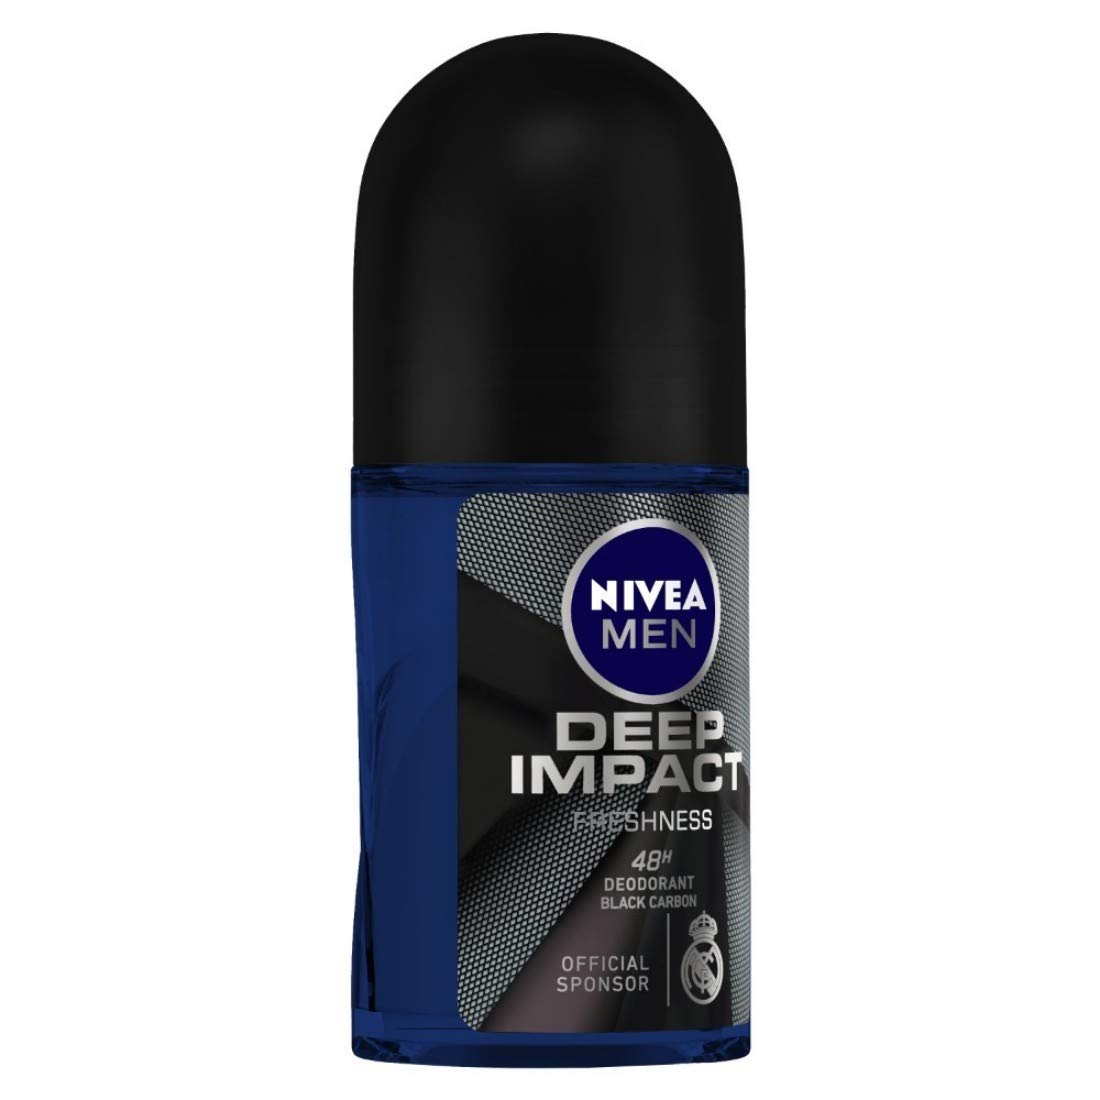 NIVEA
MEN
DEEP
IMPACT
FRESHNESS
48H
DEODORANT
BLACK CARBON
OFFICIAL
SPONSOR